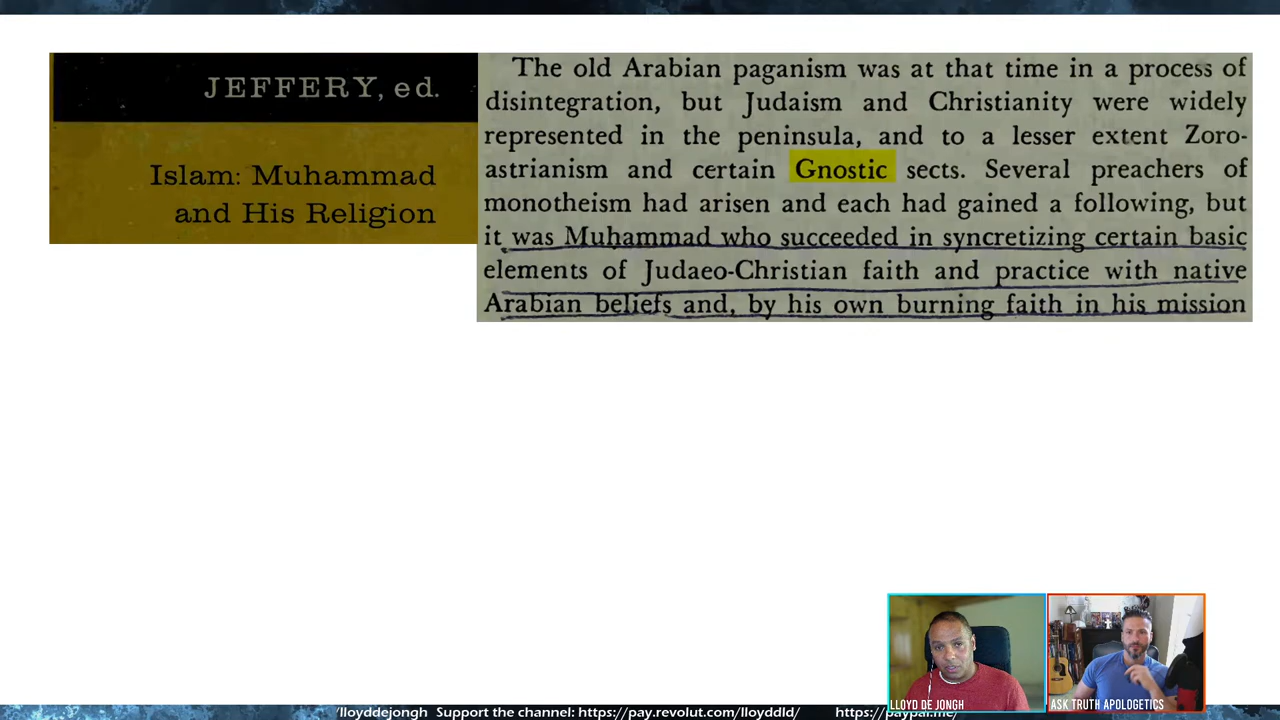 JEFFERY, ed.
Islam: Muhammad
and His Religion
The old Arabian paganism was at that time in a process of
disintegration, but Judaism and Christianity were widely
represented in the peninsula, and to a lesser extent Zoro-
astrianism and certain Gnostic sects. Several preachers of
monotheism had arisen and each had gained a following, but
it was Muḥammad who succeeded in syncretizing certain basic
elements of Judaeo-Christian faith and practice with native
Arabian beliefs and, by his own burning faith in his mission
LLOYD DE JONGH
ASK TRUTH APOLOGETICS
/lloyddejongh Support the channel: https://pay.revolut.com/lloyddld/ https://paypal.me/